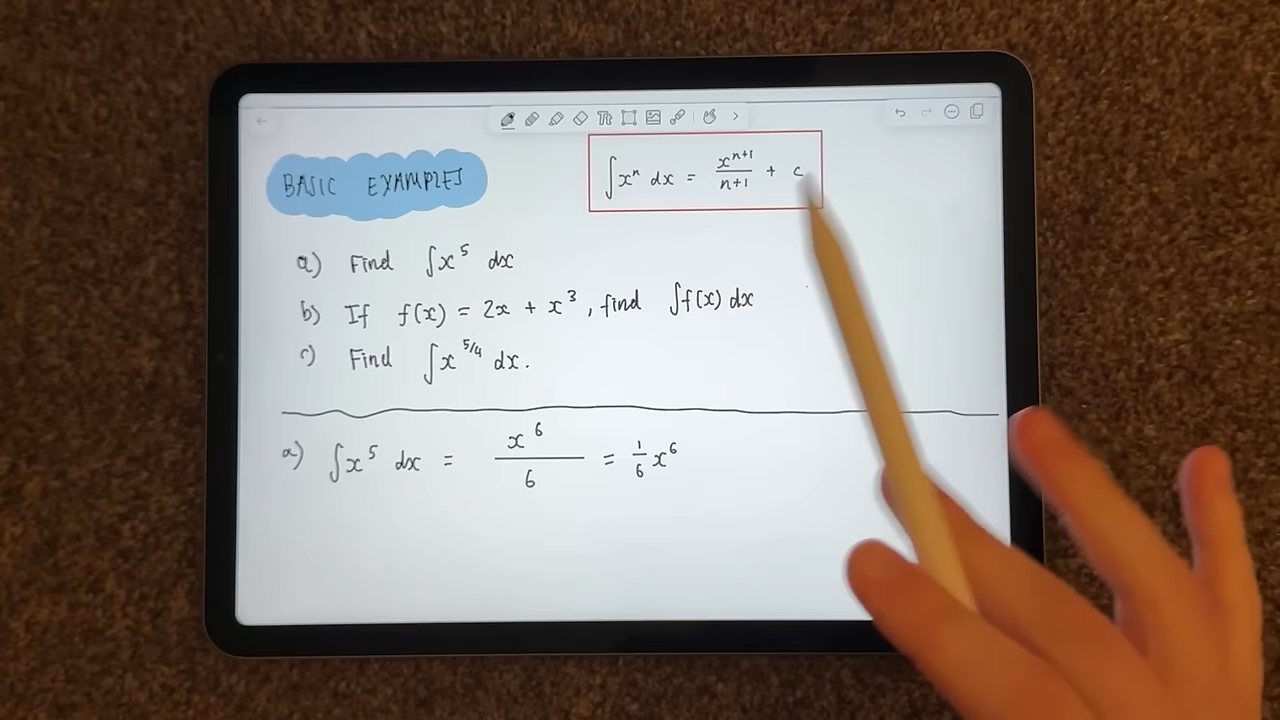 BASIC EXAMPLES
∫xⁿ dx = xⁿ⁺¹/n+1 + c
a) Find ∫x⁵ dx
b) If f(x) = 2x + x³, find ∫f(x) dx
c) Find ∫x^5/4 dx.
a) ∫x⁵ dx = x⁶/6 = 1/6 x⁶